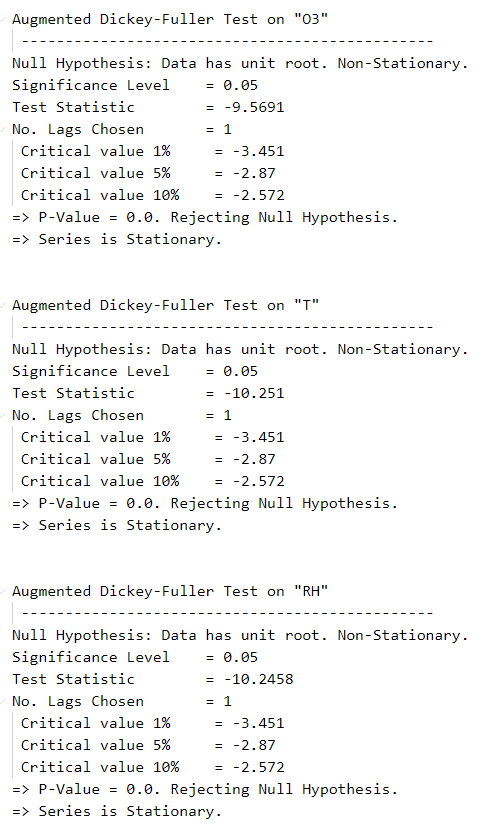 Augmented Dickey-Fuller Test on "O3"
-----------------------------------------------
Null Hypothesis: Data has unit root. Non-Stationary.
Significance Level    = 0.05
Test Statistic        = -9.5691
No. Lags Chosen       = 1
Critical value 1%     = -3.451
Critical value 5%     = -2.87
Critical value 10%    = -2.572
=> P-Value = 0.0. Rejecting Null Hypothesis.
=> Series is Stationary.
Augmented Dickey-Fuller Test on "T"
-----------------------------------------------
Null Hypothesis: Data has unit root. Non-Stationary.
Significance Level    = 0.05
Test Statistic        = -10.251
No. Lags Chosen       = 1
Critical value 1%     = -3.451
Critical value 5%     = -2.87
Critical value 10%    = -2.572
=> P-Value = 0.0. Rejecting Null Hypothesis.
=> Series is Stationary.
Augmented Dickey-Fuller Test on "RH"
-----------------------------------------------
Null Hypothesis: Data has unit root. Non-Stationary.
Significance Level    = 0.05
Test Statistic        = -10.2458
No. Lags Chosen       = 1
Critical value 1%     = -3.451
Critical value 5%     = -2.87
Critical value 10%    = -2.572
=> P-Value = 0.0. Rejecting Null Hypothesis.
=> Series is Stationary.